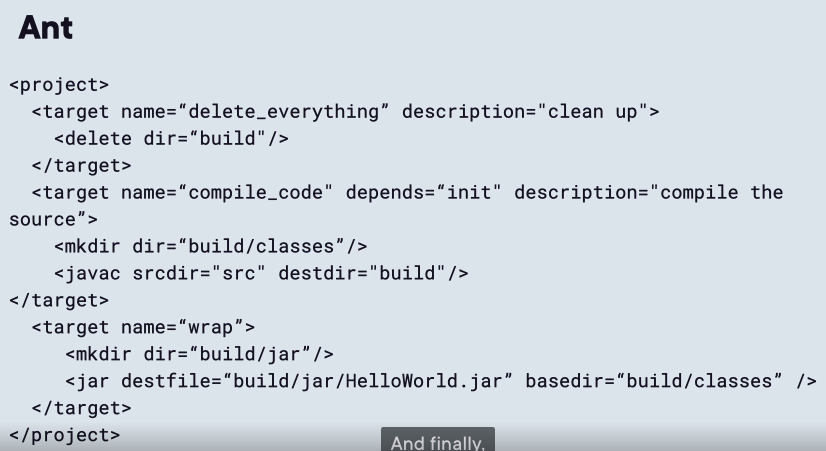 Ant
<project>
<target name=“delete_everything” description="clean up">
<delete dir=“build"/>
</target>
<target name=“compile_code" depends=“init" description="compile the
source”>
<mkdir dir=“build/classes”/>
<javac srcdir="src" destdir="build"/>
</target>
<target name=“wrap”>
<mkdir dir=“build/jar”/>
<jar destfile=“build/jar/HelloWorld.jar” basedir=“build/classes” />
</target>
</project>
And finally,